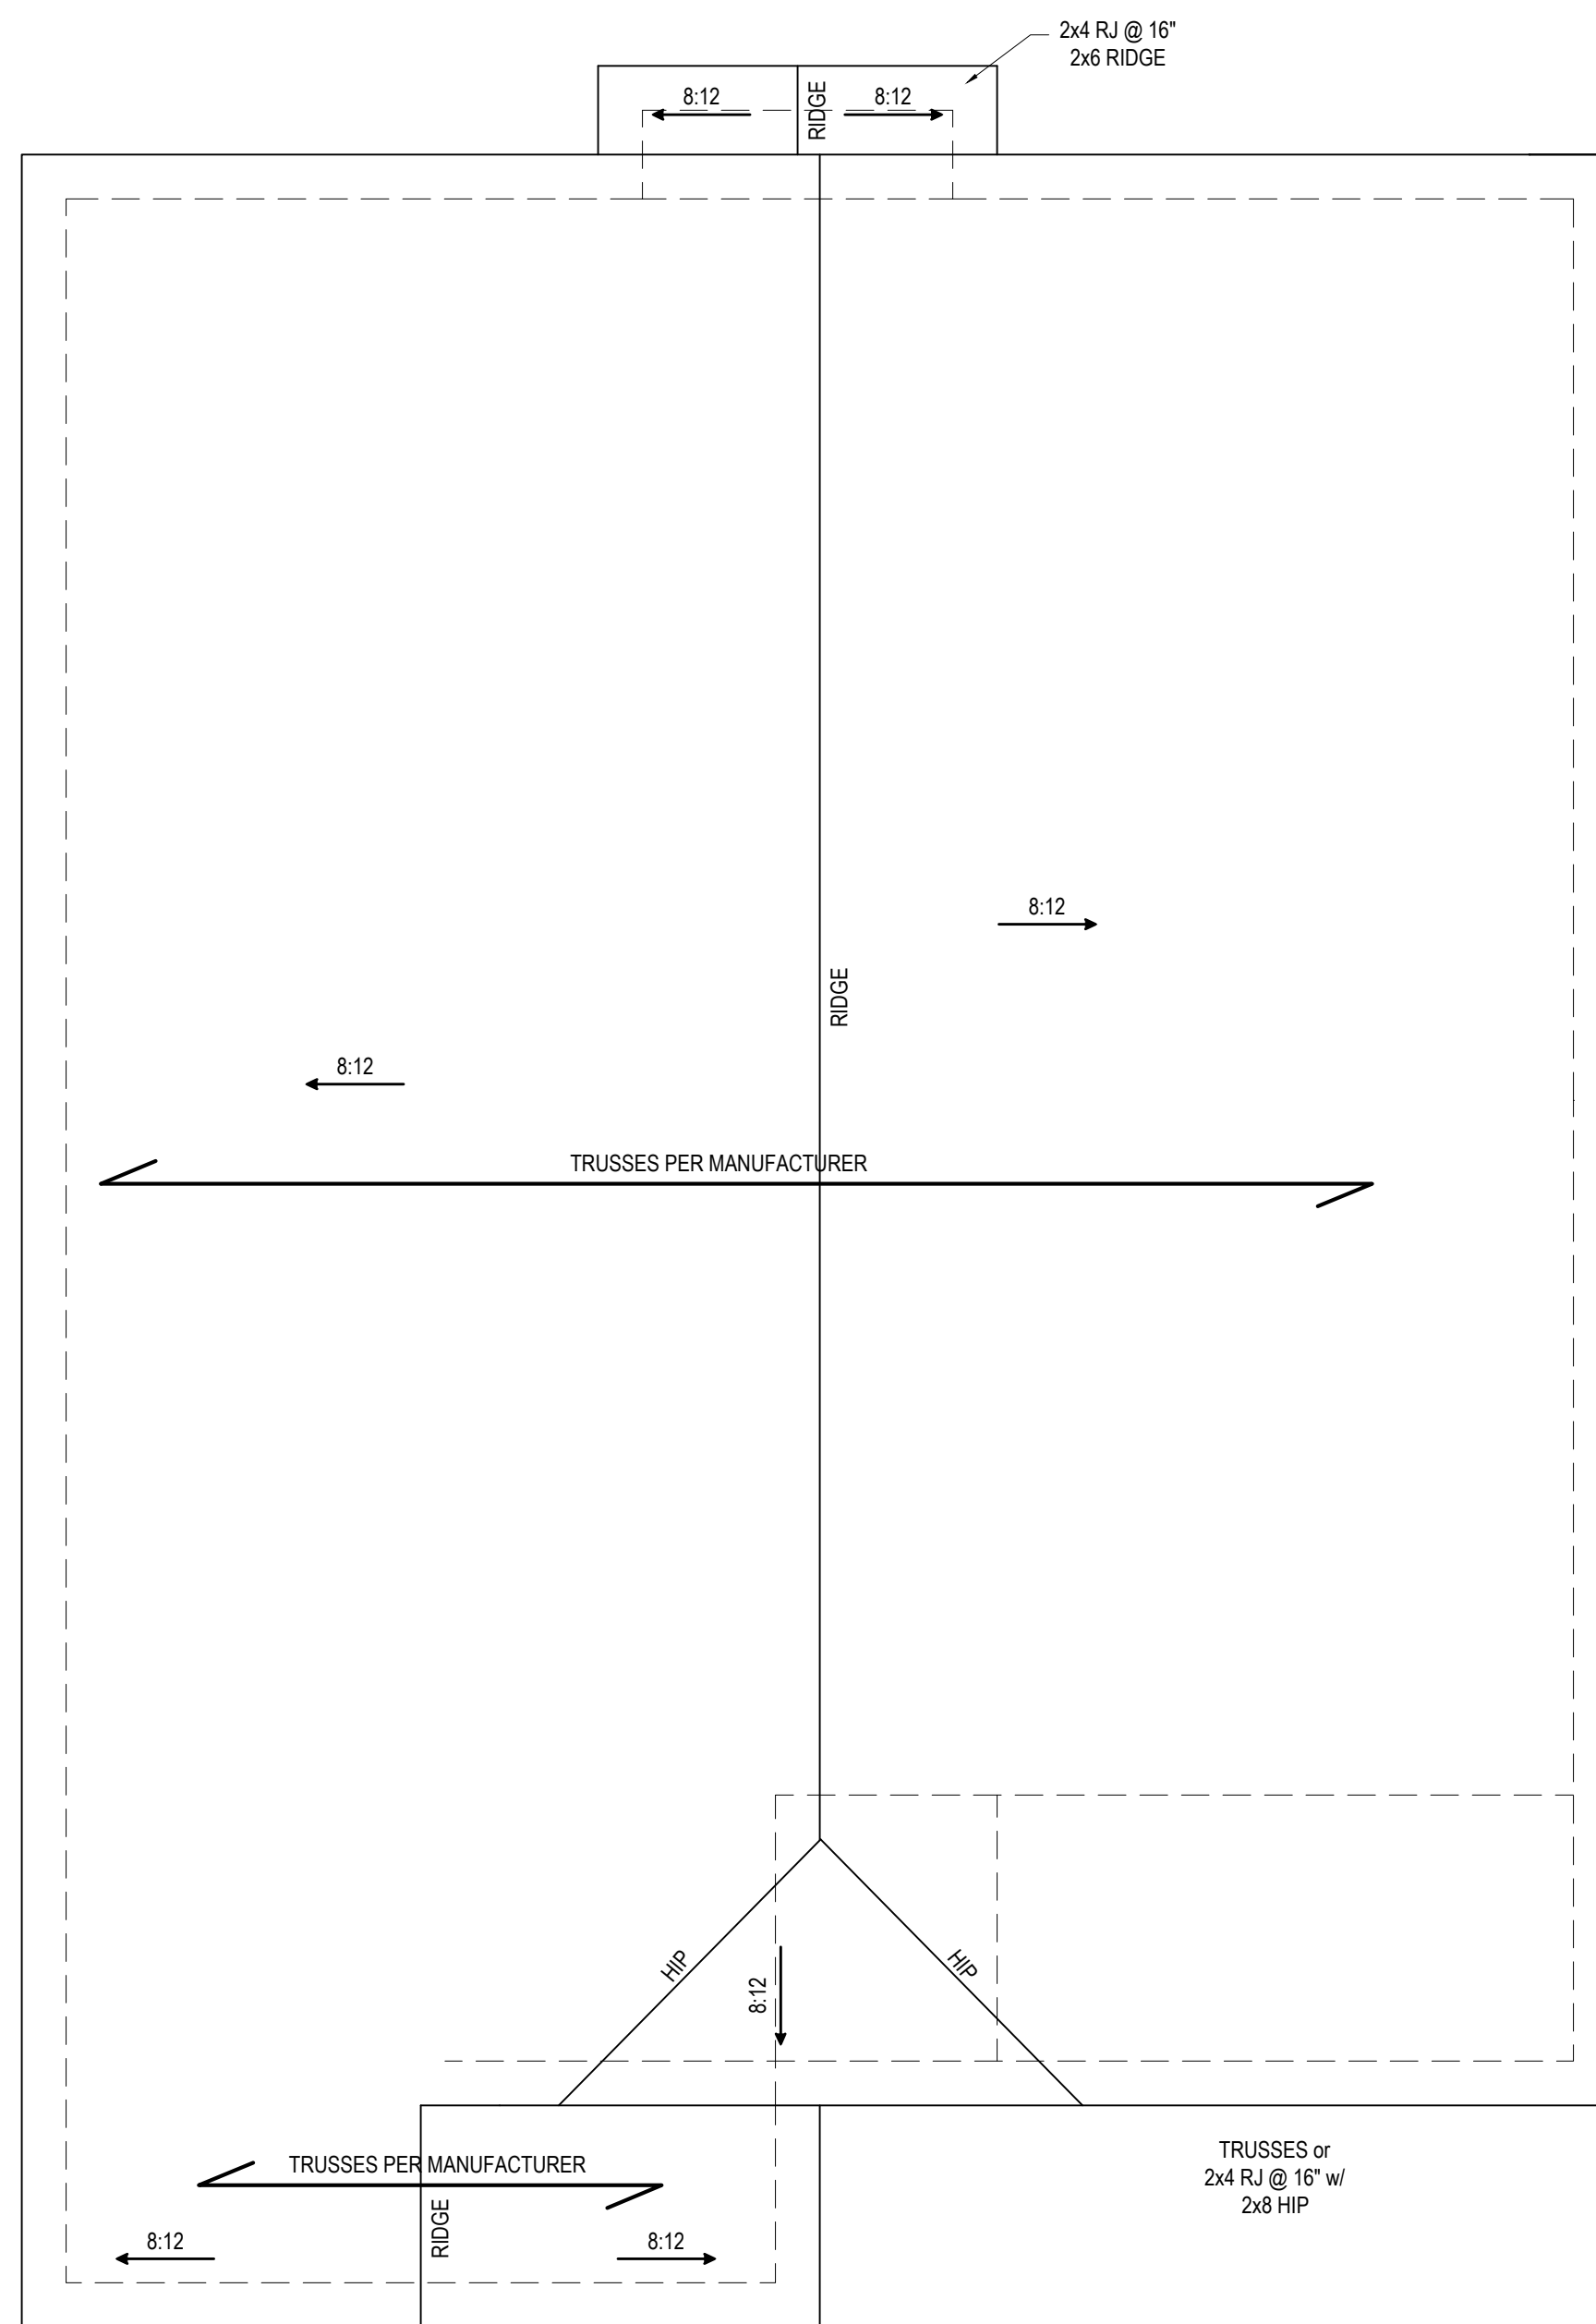 2x4 RJ @ 16"
2x6 RIDGE
8:12
RIDGE
8:12
8:12
RIDGE
8:12
TRUSSES PER MANUFACTURER
HIP
HIP
8:12
TRUSSES PER MANUFACTURER
TRUSSES or
2x4 RJ @ 16" w/
2x8 HIP
RIDGE
8:12
8:12